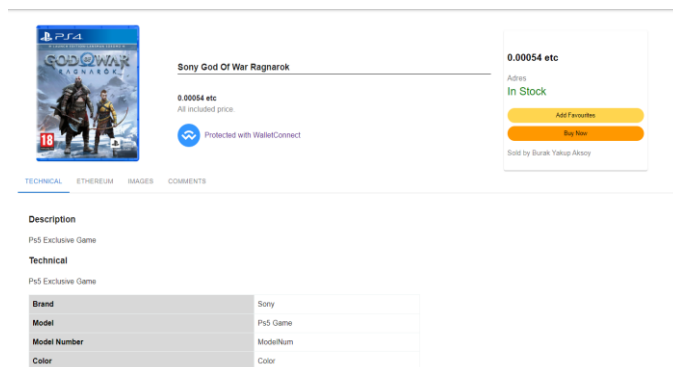 PS4
GOD OF WAR
RAGNARÖK
18
Sony God Of War Ragnarok
0.00054 etc
All included price.
Protected with WalletConnect
0.00054 etc
Adres
In Stock
Add Favourites
Buy Now
Sold by Burak Yakup Aksoy
TECHNICAL ETHEREUM IMAGES COMMENTS
Description
Ps5 Exclusive Game
Technical
Ps5 Exclusive Game
Brand Sony
Model Ps5 Game
Model Number ModelNum
Color Color